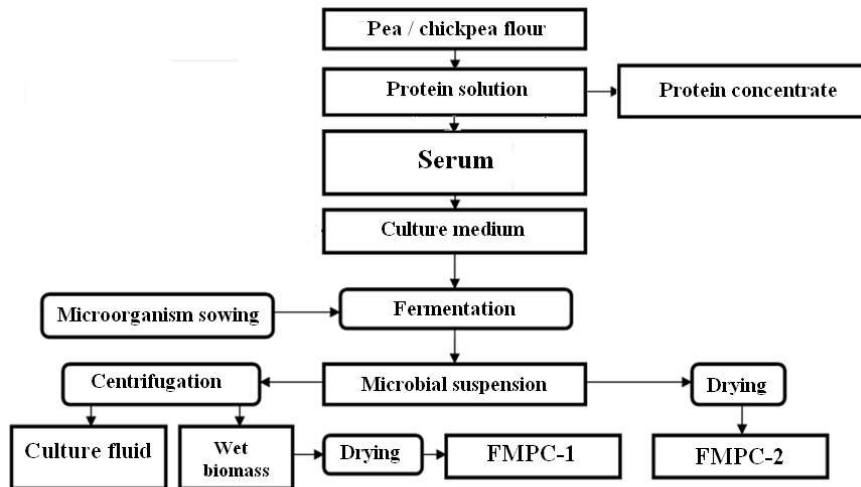 Pea / chickpea flour
Protein solution
Protein concentrate
Serum
Culture medium
Microorganism sowing
Fermentation
Centrifugation
Microbial suspension
Drying
Culture fluid
Wet
biomass
Drying
FMPC-1
FMPC-2